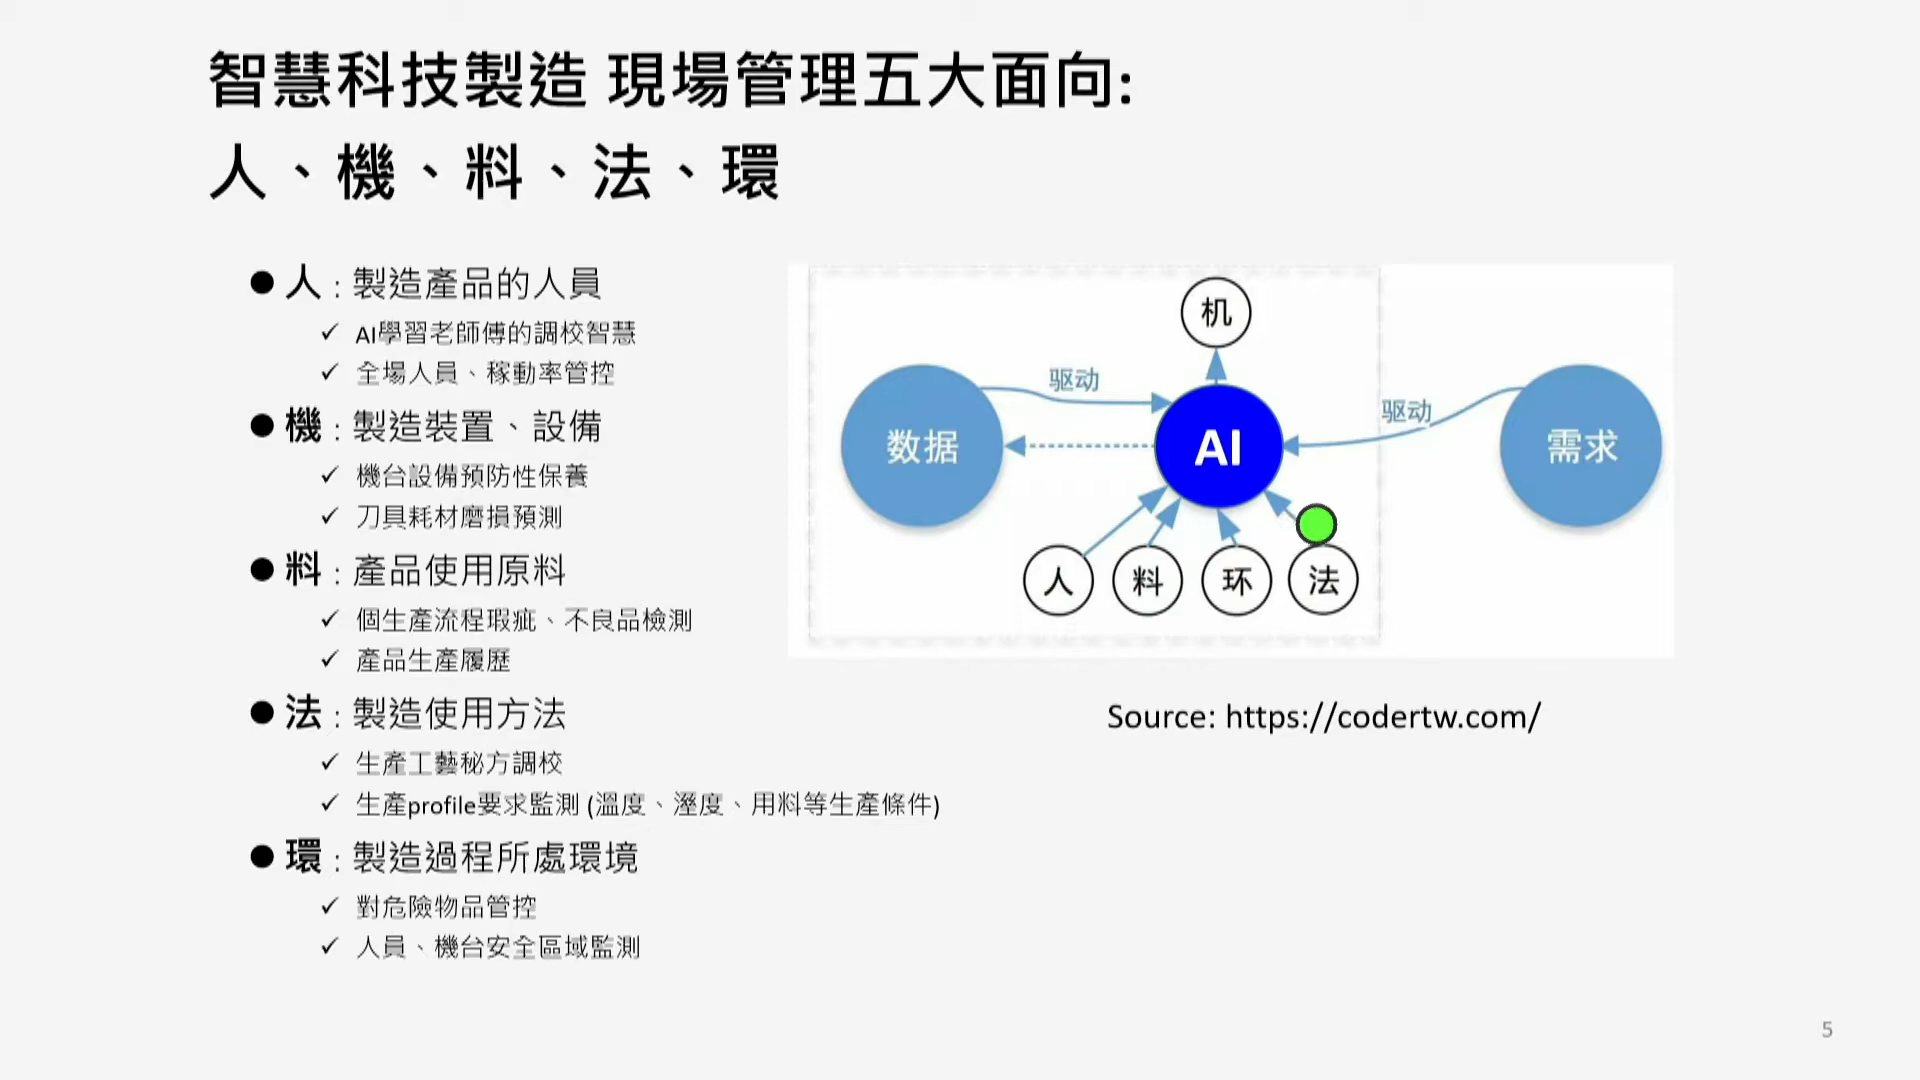 智慧科技製造 現場管理五大面向:
人、機、料、法、環
● 人 : 製造產品的人員
✓ AI學習老師傅的調校智慧
✓ 全場人員、稼動率管控
● 機 : 製造裝置、設備
✓ 機台設備預防性保養
✓ 刀具耗材磨損預測
● 料 : 產品使用原料
✓ 個生產流程瑕疵、不良品檢測
✓ 產品生產履歷
● 法 : 製造使用方法
✓ 生產工藝秘方調校
✓ 生產profile要求監測 (溫度、溼度、用料等生產條件)
● 環 : 製造過程所處環境
✓ 對危險物品管控
✓ 人員、機台安全區域監測
机
驱动
驱动
数据
AI
需求
人
料
环
法
Source: https://codertw.com/
5